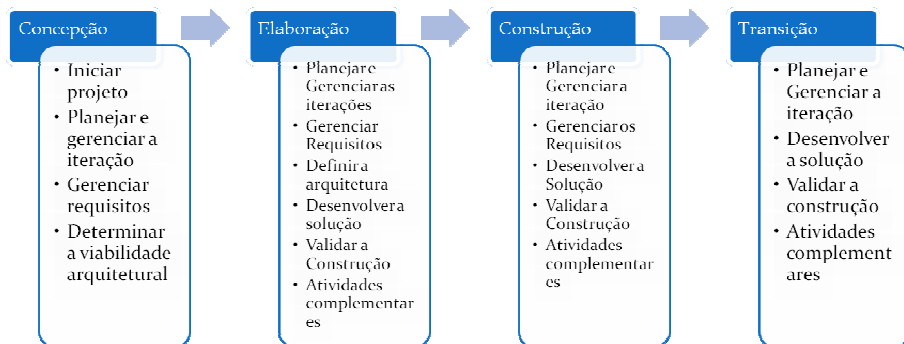 Concepção
• Iniciar
projeto
• Planejar e
gerenciar a
iteração
• Gerenciar
requisitos
• Determinar
a viabilidade
arquitetural
Elaboração
• Planejar e
Gerenciar as
iterações
• Gerenciar
Requisitos
• Definir a
arquitetura
• Desenvolver a
solução
• Validar a
Construção
• Atividades
complementar
es
Construção
• Planejar e
Gerenciar a
iteração
• Gerenciar os
Requisitos
• Desenvolver a
Solução
• Validar a
Construção
• Atividades
complementar
es
Transição
• Planejar e
Gerenciar a
iteração
• Desenvolver
a solução
• Validar a
construção
• Atividades
complement
ares